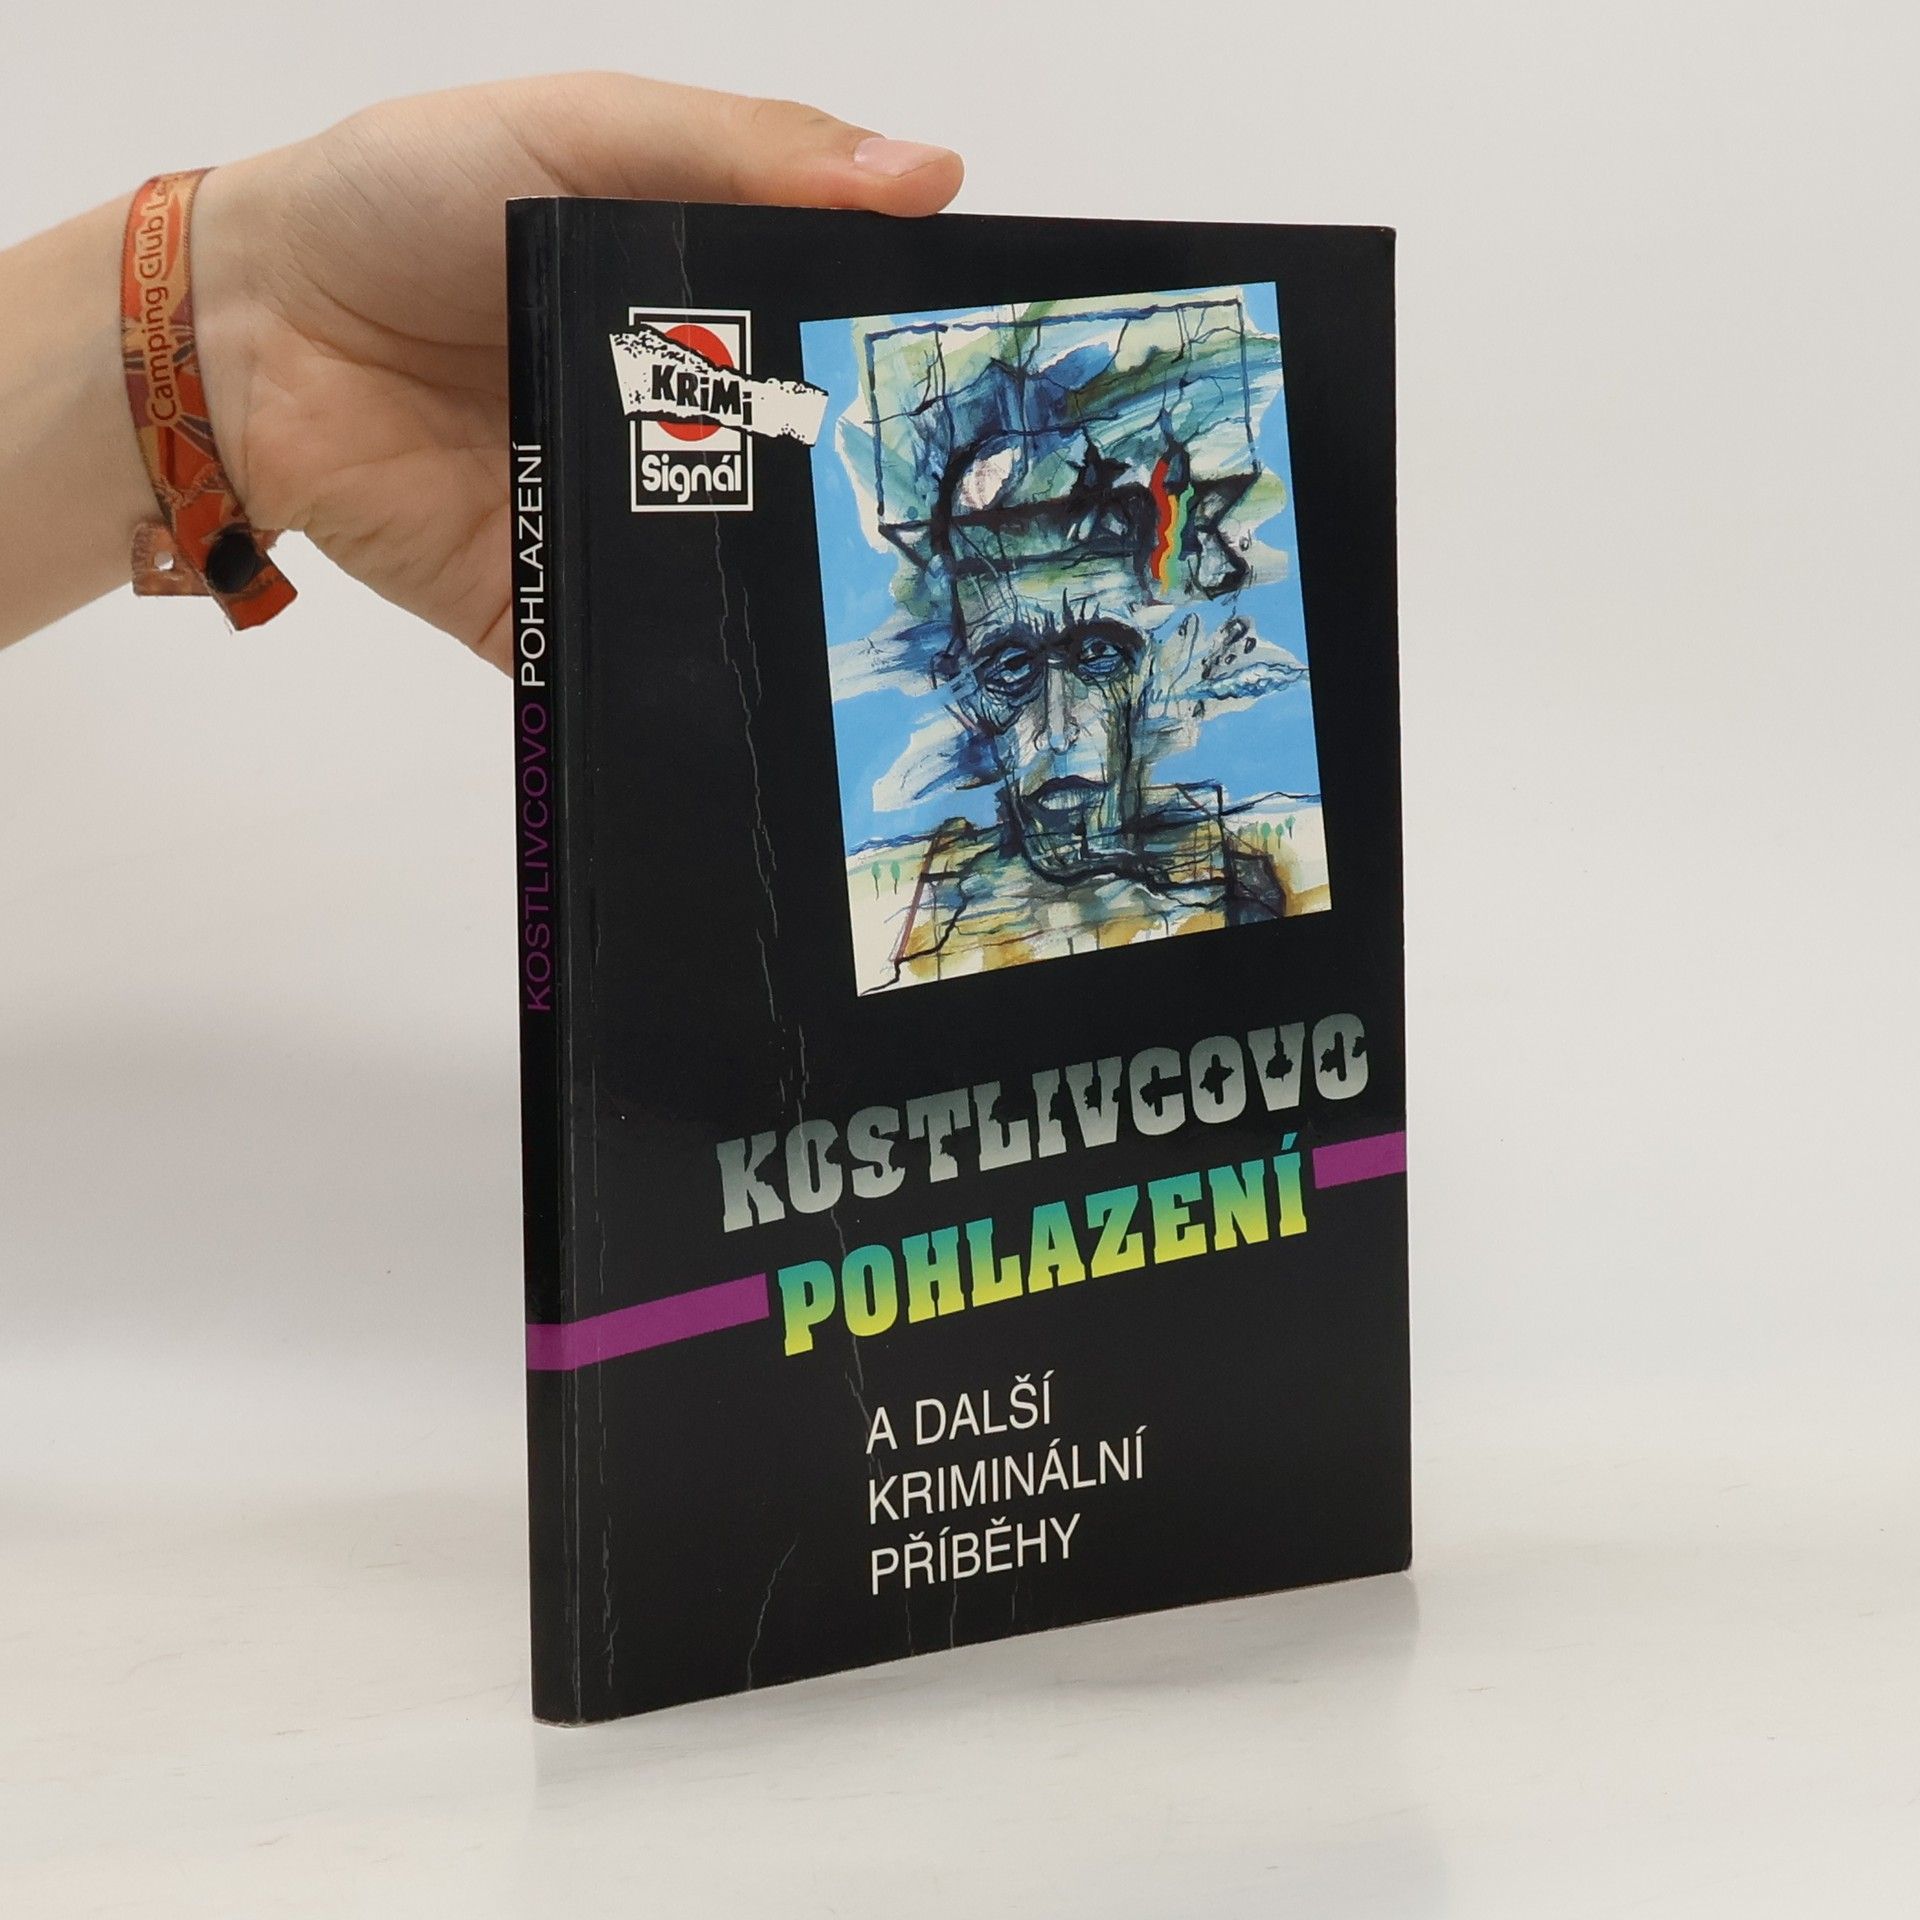 Camping Club
KRiMi
Signál
KOSTLIVCOVO POHLAZENÍ
KOSTLIVCOVO
POHLAZENÍ
A DALŠÍ
KRIMINÁLNÍ
PŘÍBĚHY